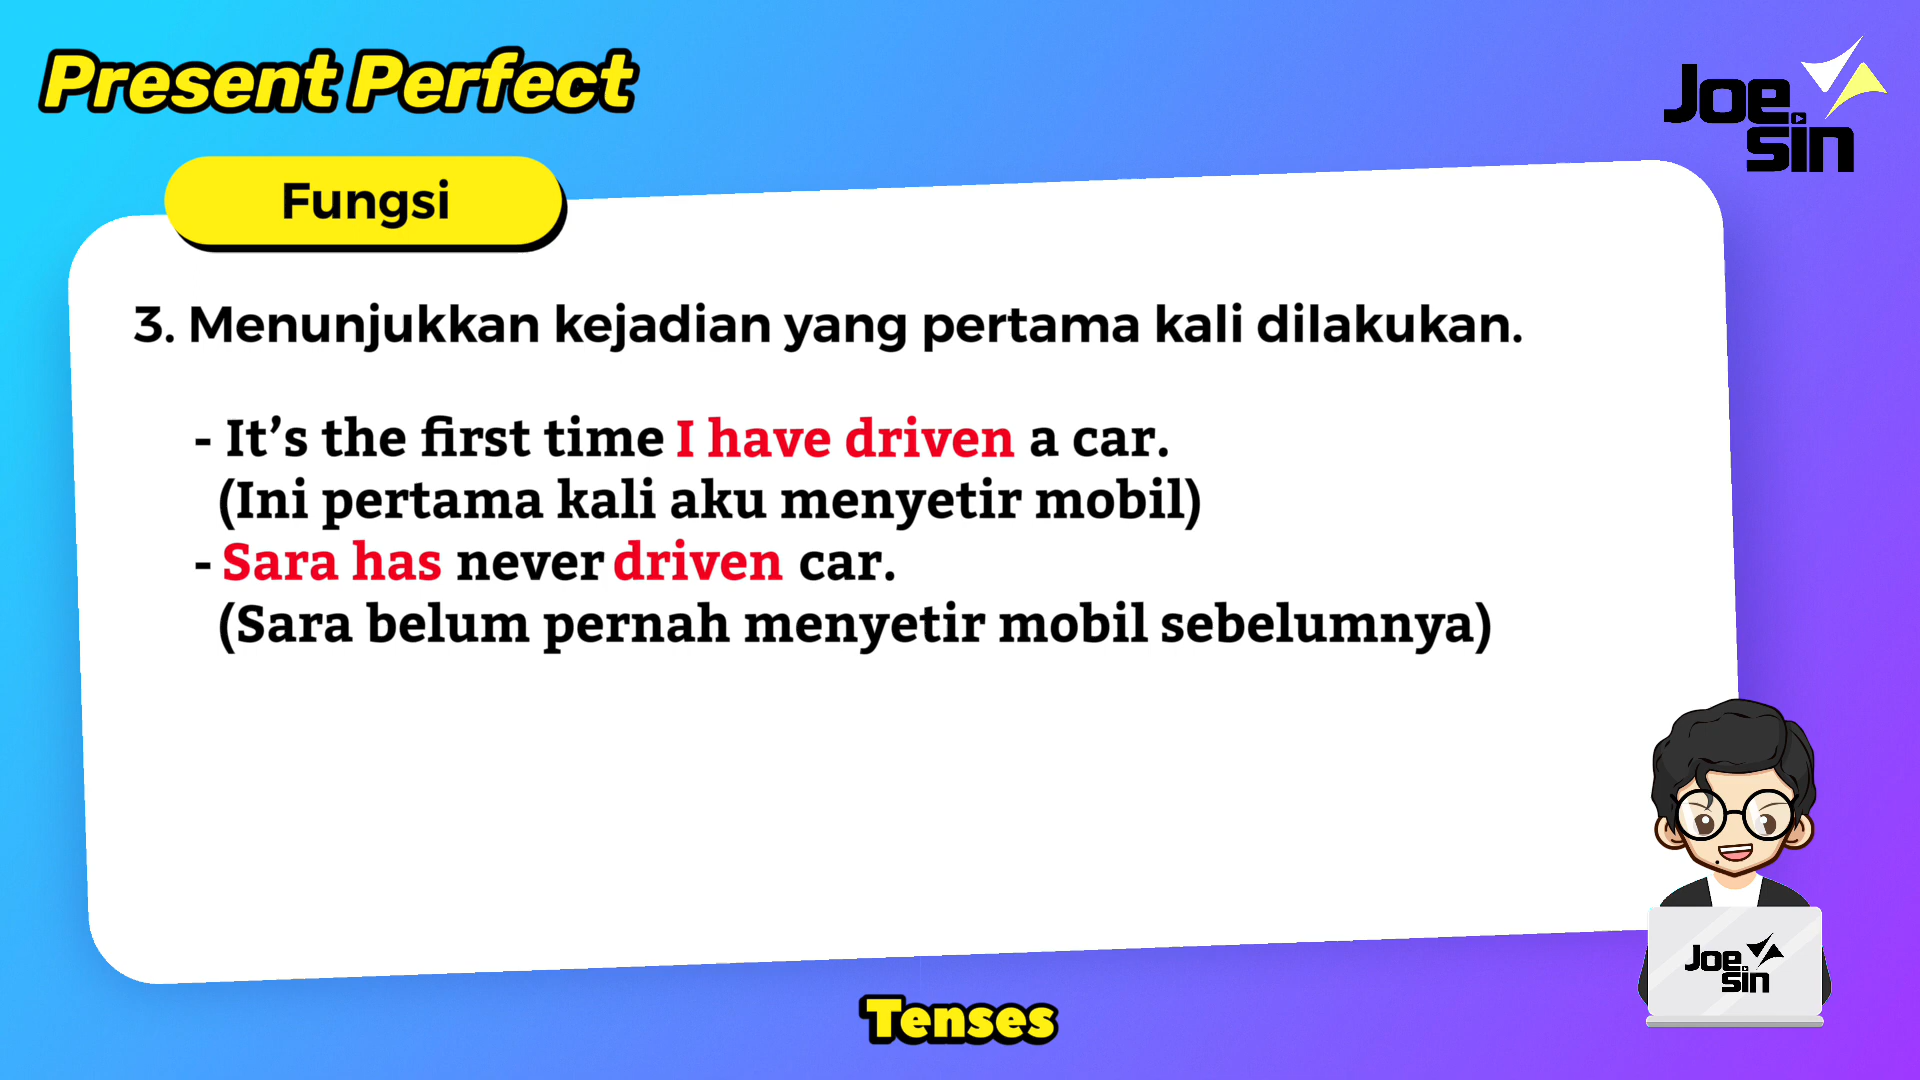 Present Perfect
Joe
sin
Fungsi
3. Menunjukkan kejadian yang pertama kali dilakukan.
- It’s the first time I have driven a car.
(Ini pertama kali aku menyetir mobil)
- Sara has never driven car.
(Sara belum pernah menyetir mobil sebelumnya)
Joe
sin
Tenses